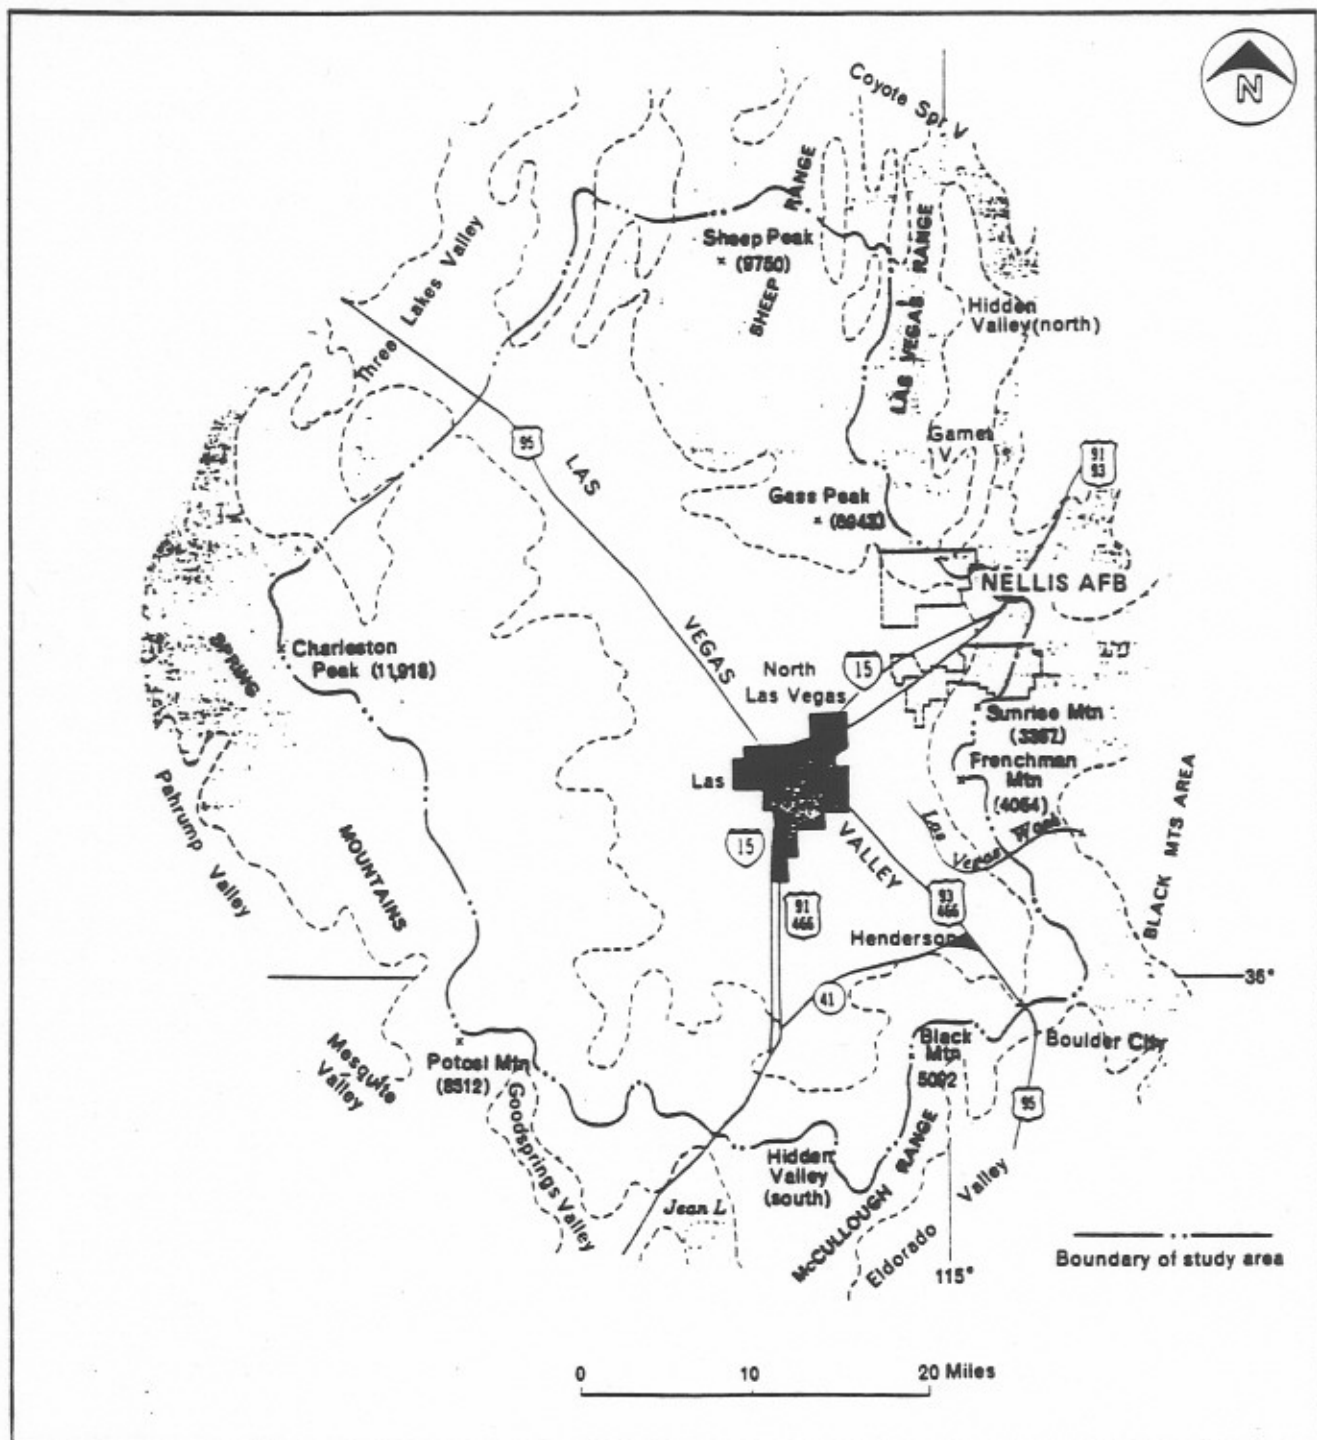 N
Coyote Spr V
RANGE
Sheep Peak
x (9750)
SHEEP
LAS VEGAS RANGE
Hidden
Valley(north)
Three Lakes Valley
95
LAS
Garnet
V.
91
93
Gass Peak
NELLIS AFB
SPRING
x Charleston
Peak (11,918)
VEGAS
North
Las Vegas
15
Sunrise Mtn
Frenchman
Mtn
(4054)
Las
Las Vegas Wash
BLACK MTS AREA
Pahrump Valley
MOUNTAINS
15
VALLEY
91
466
93
466
Henderson
36°
41
Mesquite
Valley
Potosi Mtn
(8512)
Black
Mtn
5092
Boulder City
95
Goodsprings Valley
Hidden
Valley
(south)
Jean L
McCULLOUGH RANGE
Eldorado Valley
115°
Boundary of study area
0 10 20 Miles